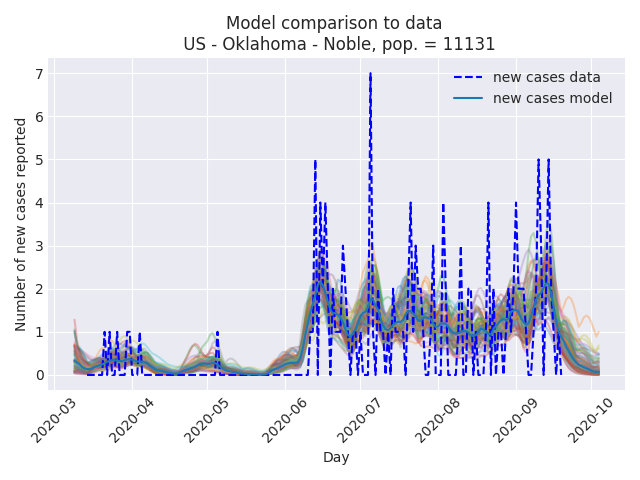 Model comparison to data
US - Oklahoma - Noble, pop. = 11131
new cases data
new cases model
Number of new cases reported
7
6
5
4
3
2
1
0
2020-03
2020-04
2020-05
2020-06
2020-07
2020-08
2020-09
2020-10
Day